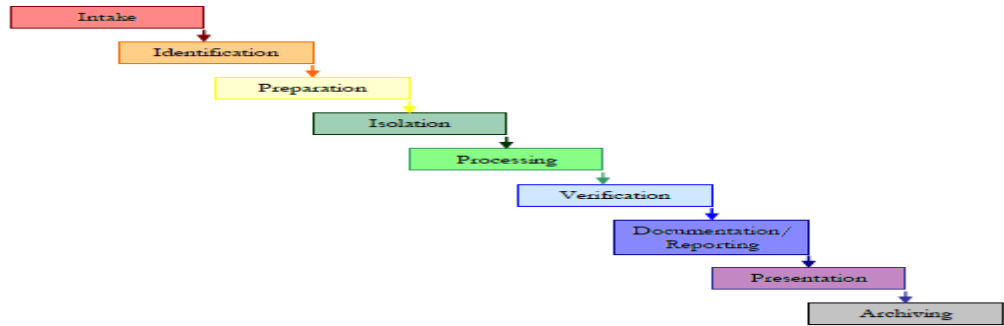 Intake
Identification
Preparation
Isolation
Processing
Verification
Documentation/
Reporting
Presentation
Archiving